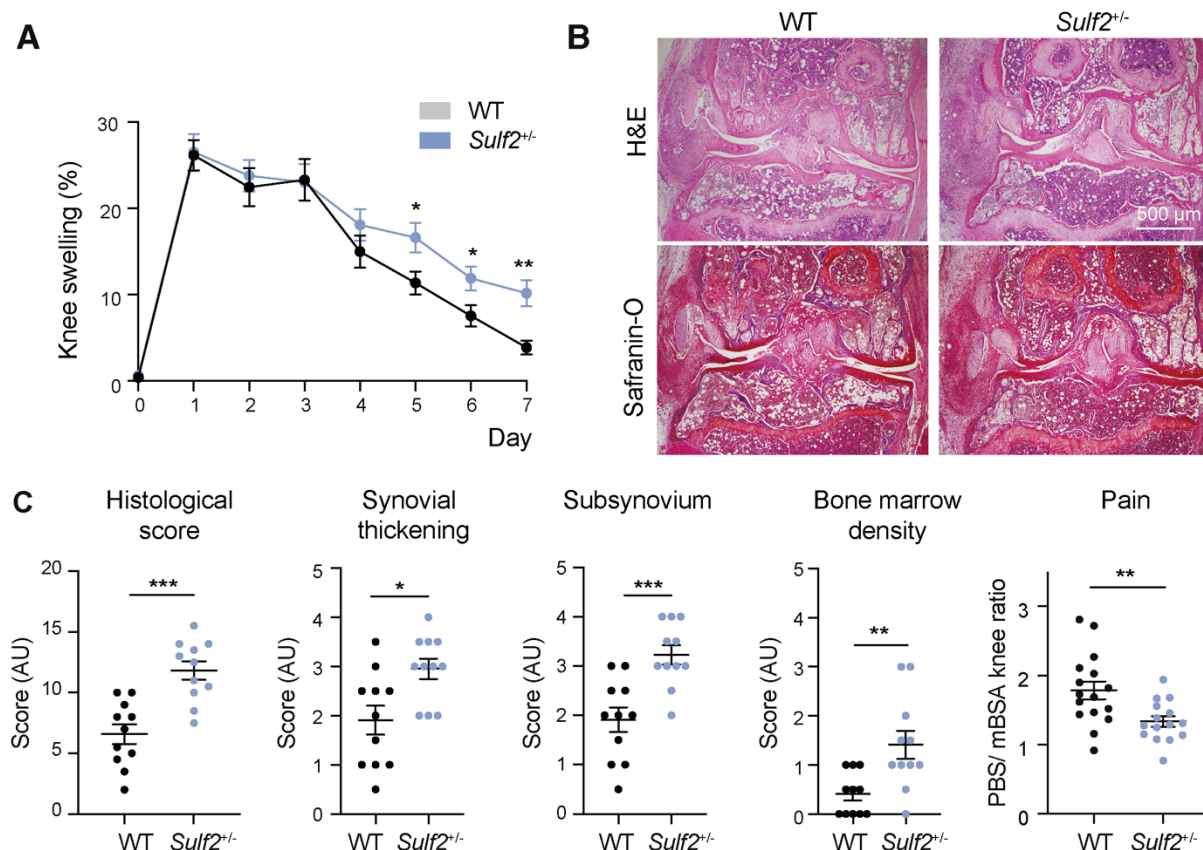 A
WT
Sulf2+/-
Knee swelling (%)
30
20
10
0
*
*
**
0 1 2 3 4 5 6 7
Day
B
WT Sulf2+/-
H&E
500 µm
Safranin-O
C
Histological
score
Score (AU)
20
15
10
5
0
***
WT Sulf2+/-
Synovial
thickening
Score (AU)
5
4
3
2
1
0
*
WT Sulf2+/-
Subsynovium
Score (AU)
5
4
3
2
1
0
***
WT Sulf2+/-
Bone marrow
density
Score (AU)
5
4
3
2
1
0
**
WT Sulf2+/-
Pain
PBS/ mBSA knee ratio
3
2
1
0
**
WT Sulf2+/-